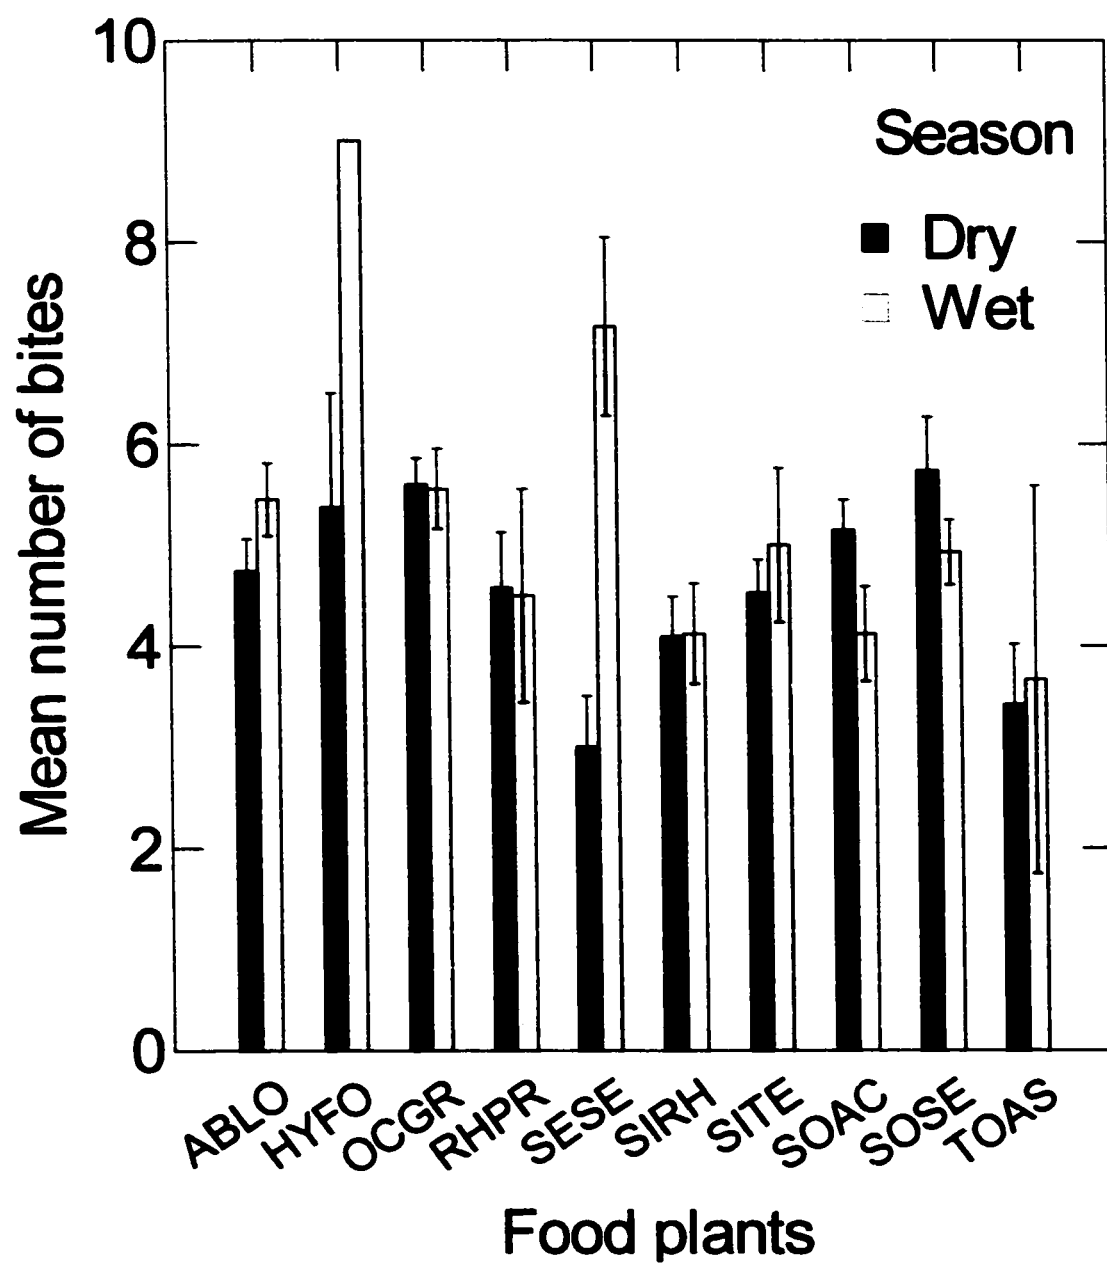 10
8
6
4
2
0
Mean number of bites
Season
Dry
Wet
ABLO
HYFO
OCGR
RHPR
SESE
SIRH
SITE
SOAC
SOSE
TOAS
Food plants